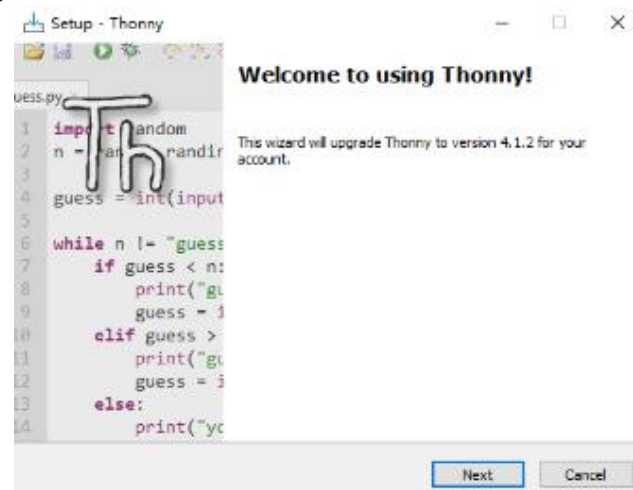 Setup - Thonny
uess.py
Welcome to using Thonny!
This wizard will upgrade Thonny to version 4.1.2 for your
account.
Th
1 import random
2 n =
3
4 guess = int(input
5
6 while n != "guess
7 if guess < n:
8 print("gu
9 guess = i
10 elif guess >
11 print("gu
12 guess = i
13 else:
14 print("yo
Next
Cancel